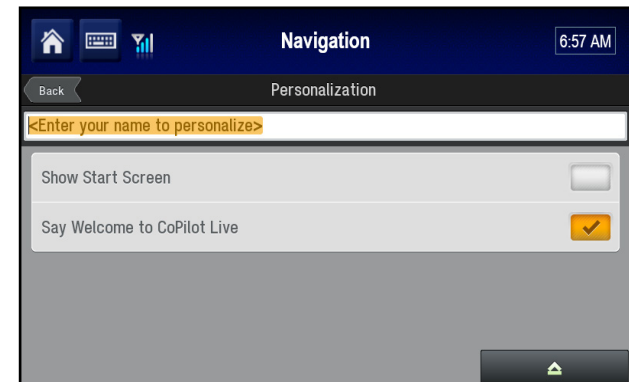 Navigation
6:57 AM
Back
Personalization
<Enter your name to personalize>
Show Start Screen
Say Welcome to CoPilot Live